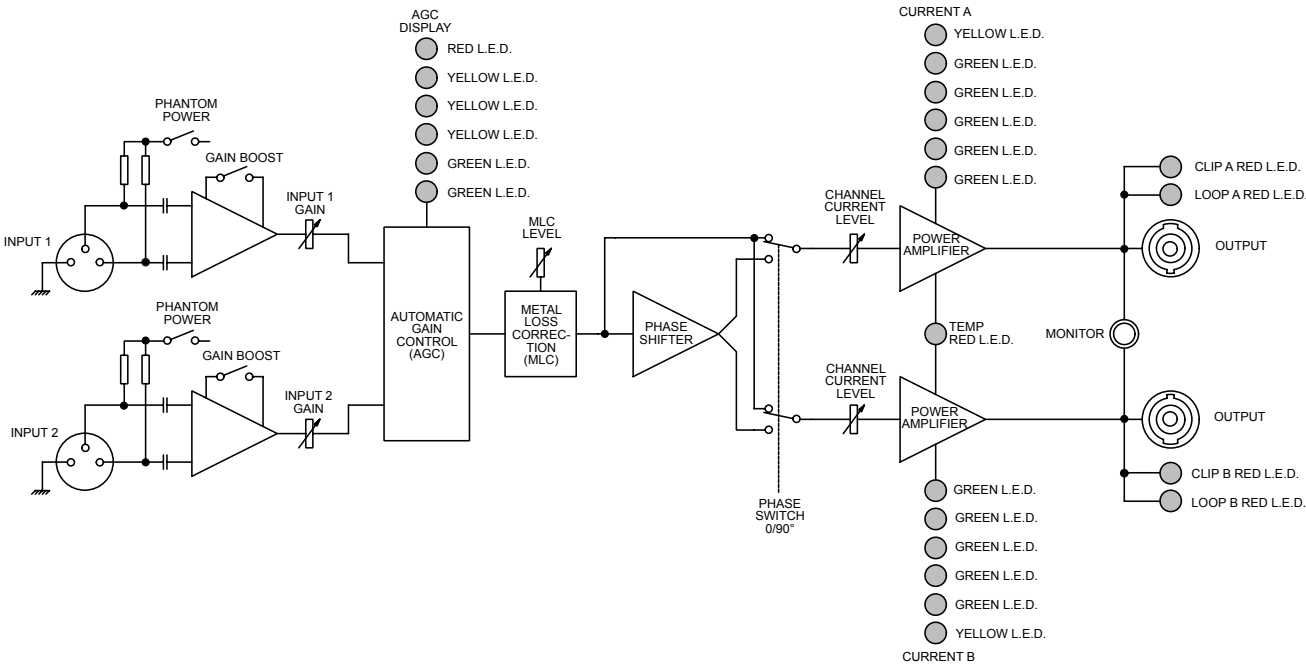 AGC
DISPLAY
RED L.E.D.
YELLOW L.E.D.
YELLOW L.E.D.
YELLOW L.E.D.
GREEN L.E.D.
GREEN L.E.D.
CURRENT A
YELLOW L.E.D.
GREEN L.E.D.
GREEN L.E.D.
GREEN L.E.D.
GREEN L.E.D.
GREEN L.E.D.
PHANTOM
POWER
GAIN BOOST
INPUT 1
GAIN
INPUT 1
PHANTOM
POWER
GAIN BOOST
INPUT 2
GAIN
INPUT 2
AUTOMATIC
GAIN
CONTROL
(AGC)
MLC
LEVEL
METAL
LOSS
CORREC-
TION
(MLC)
PHASE
SHIFTER
PHASE
SWITCH
0/90°
CHANNEL
CURRENT
LEVEL
POWER
AMPLIFIER
TEMP
RED L.E.D.
CHANNEL
CURRENT
LEVEL
POWER
AMPLIFIER
CLIP A RED L.E.D.
LOOP A RED L.E.D.
OUTPUT
MONITOR
OUTPUT
CLIP B RED L.E.D.
LOOP B RED L.E.D.
GREEN L.E.D.
GREEN L.E.D.
GREEN L.E.D.
GREEN L.E.D.
GREEN L.E.D.
YELLOW L.E.D.
CURRENT B